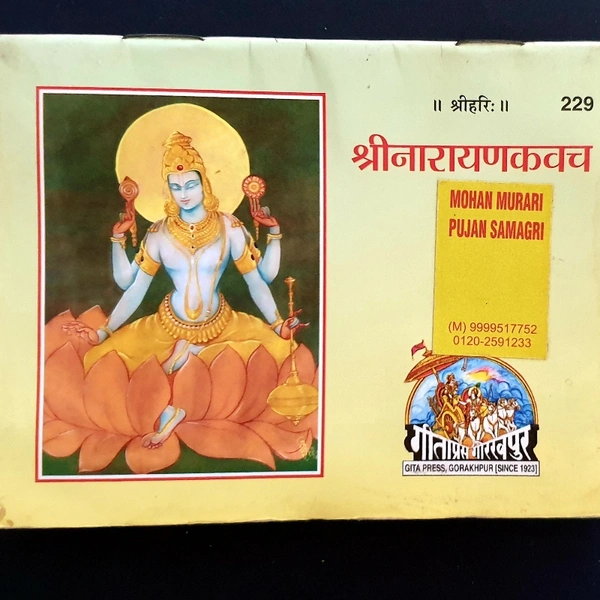 ॥ श्रीहरि: ॥ 229
श्रीनारायणकवच
MOHAN MURARI
PUJAN SAMAGRI
(M) 9999517752
0120-2591233
गीताप्रेस गोरखपुर
GITA PRESS, GORAKHPUR [SINCE 1923]